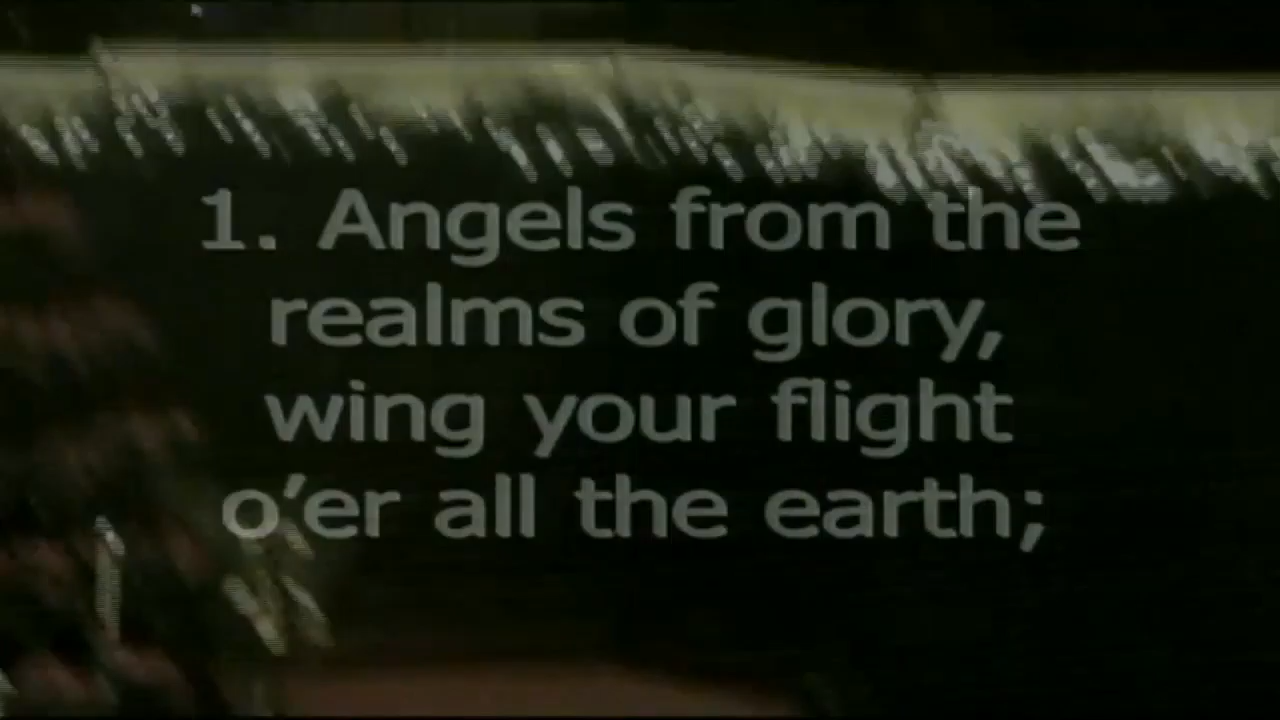 1. Angels from the
realms of glory,
wing your flight
o’er all the earth;